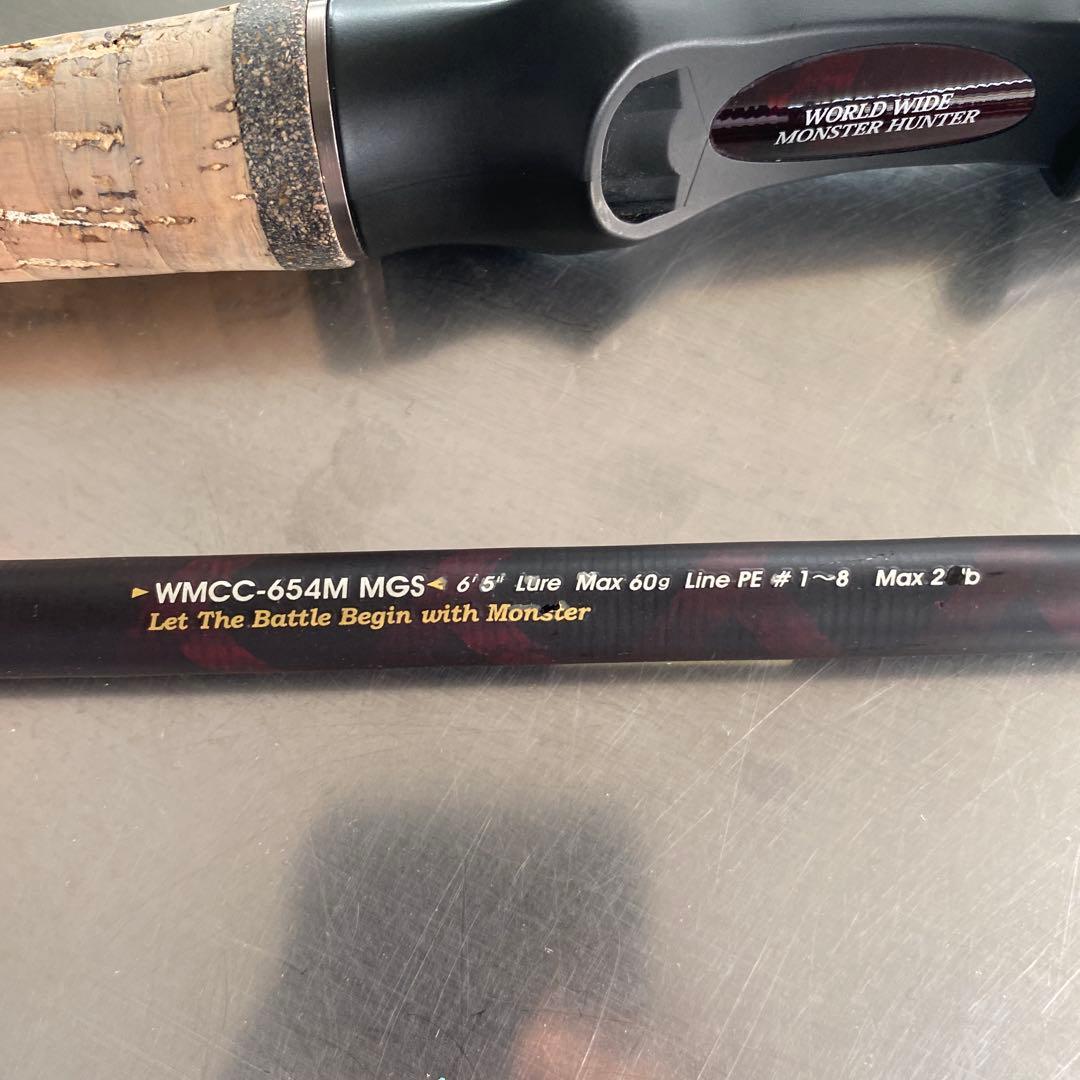 WORLD WIDE
MONSTER HUNTER
WMCC-654M MGS 6'5" Lure Max 60g Line PE # 1~8 Max
Let The Battle Begin with Monster